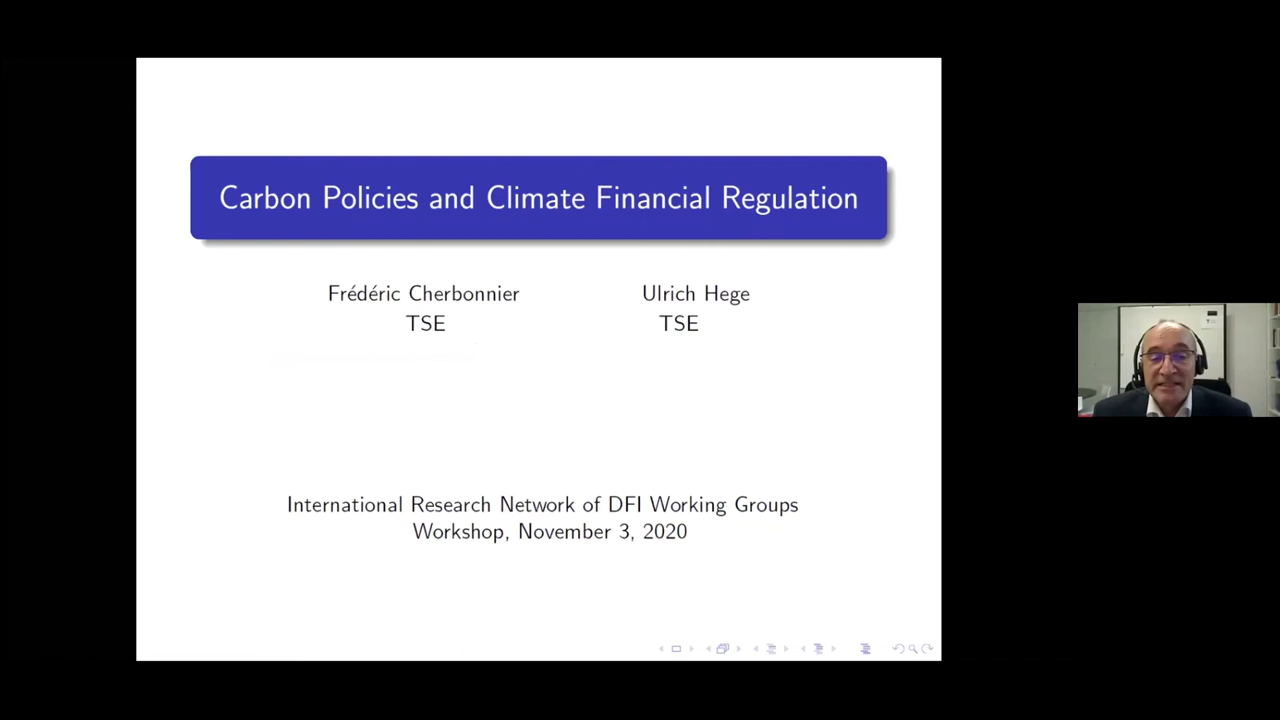 Carbon Policies and Climate Financial Regulation
Frédéric Cherbonnier
TSE
Ulrich Hege
TSE
International Research Network of DFI Working Groups
Workshop, November 3, 2020